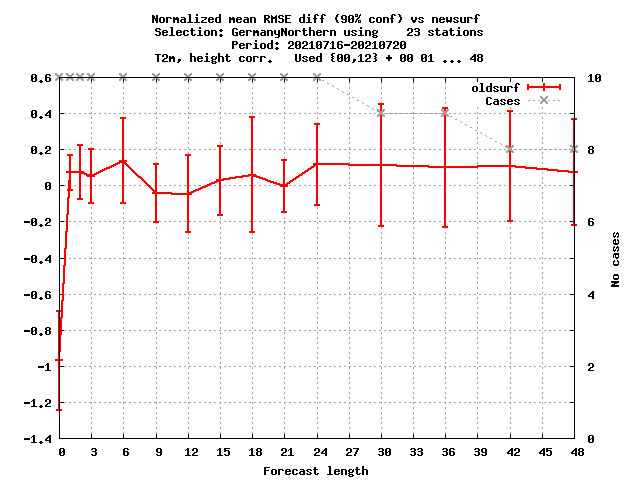 Normalized mean RMSE diff (90% conf) vs newsurf
Selection: GermanyNorthern using    23 stations
Period: 20210716-20210720
T2m, height corr.   Used {00,12} + 00 01 ... 48
oldsurf
Cases
0,6
0,4
0,2
0
-0,2
-0,4
-0,6
-0,8
-1
-1,2
-1,4
10
8
6
4
2
0
No cases
0 3 6 9 12 15 18 21 24 27 30 33 36 39 42 45 48
Forecast length